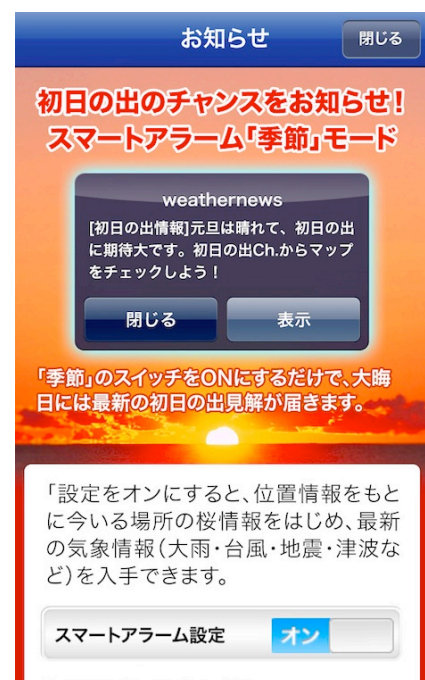 お知らせ
閉じる
初日の出のチャンスをお知らせ!
スマートアラーム「季節」モード
weathernews
[初日の出情報]元旦は晴れて、初日の出
に期待大です。初日の出Ch.からマップ
をチェックしよう！
閉じる
表示
「季節」のスイッチをONにするだけで、大晦
日には最新の初日の出見解が届きます。
「設定をオンにすると、位置情報をもと
に今いる場所の桜情報をはじめ、最新
の気象情報（大雨・台風・地震・津波な
ど）を入手できます。
スマートアラーム設定
オン